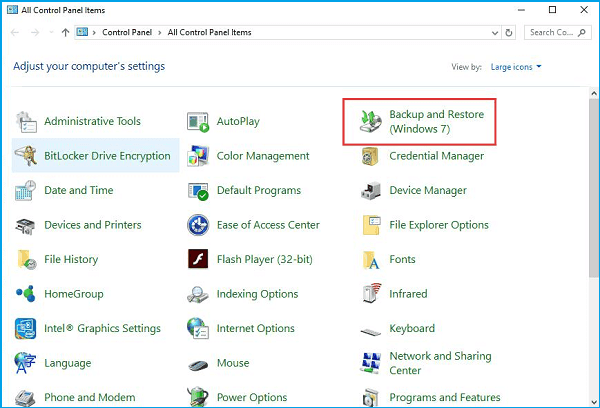 All Control Panel Items
Control Panel > All Control Panel Items
Search Co...
Adjust your computer's settings
View by: Large icons
Administrative Tools
AutoPlay
Backup and Restore
(Windows 7)
BitLocker Drive Encryption
Color Management
Credential Manager
Date and Time
Default Programs
Device Manager
Devices and Printers
Ease of Access Center
File Explorer Options
File History
Flash Player (32-bit)
Fonts
HomeGroup
Indexing Options
Infrared
Intel® Graphics Settings
Internet Options
Keyboard
Language
Mouse
Network and Sharing
Center
Phone and Modem
Power Options
Programs and Features